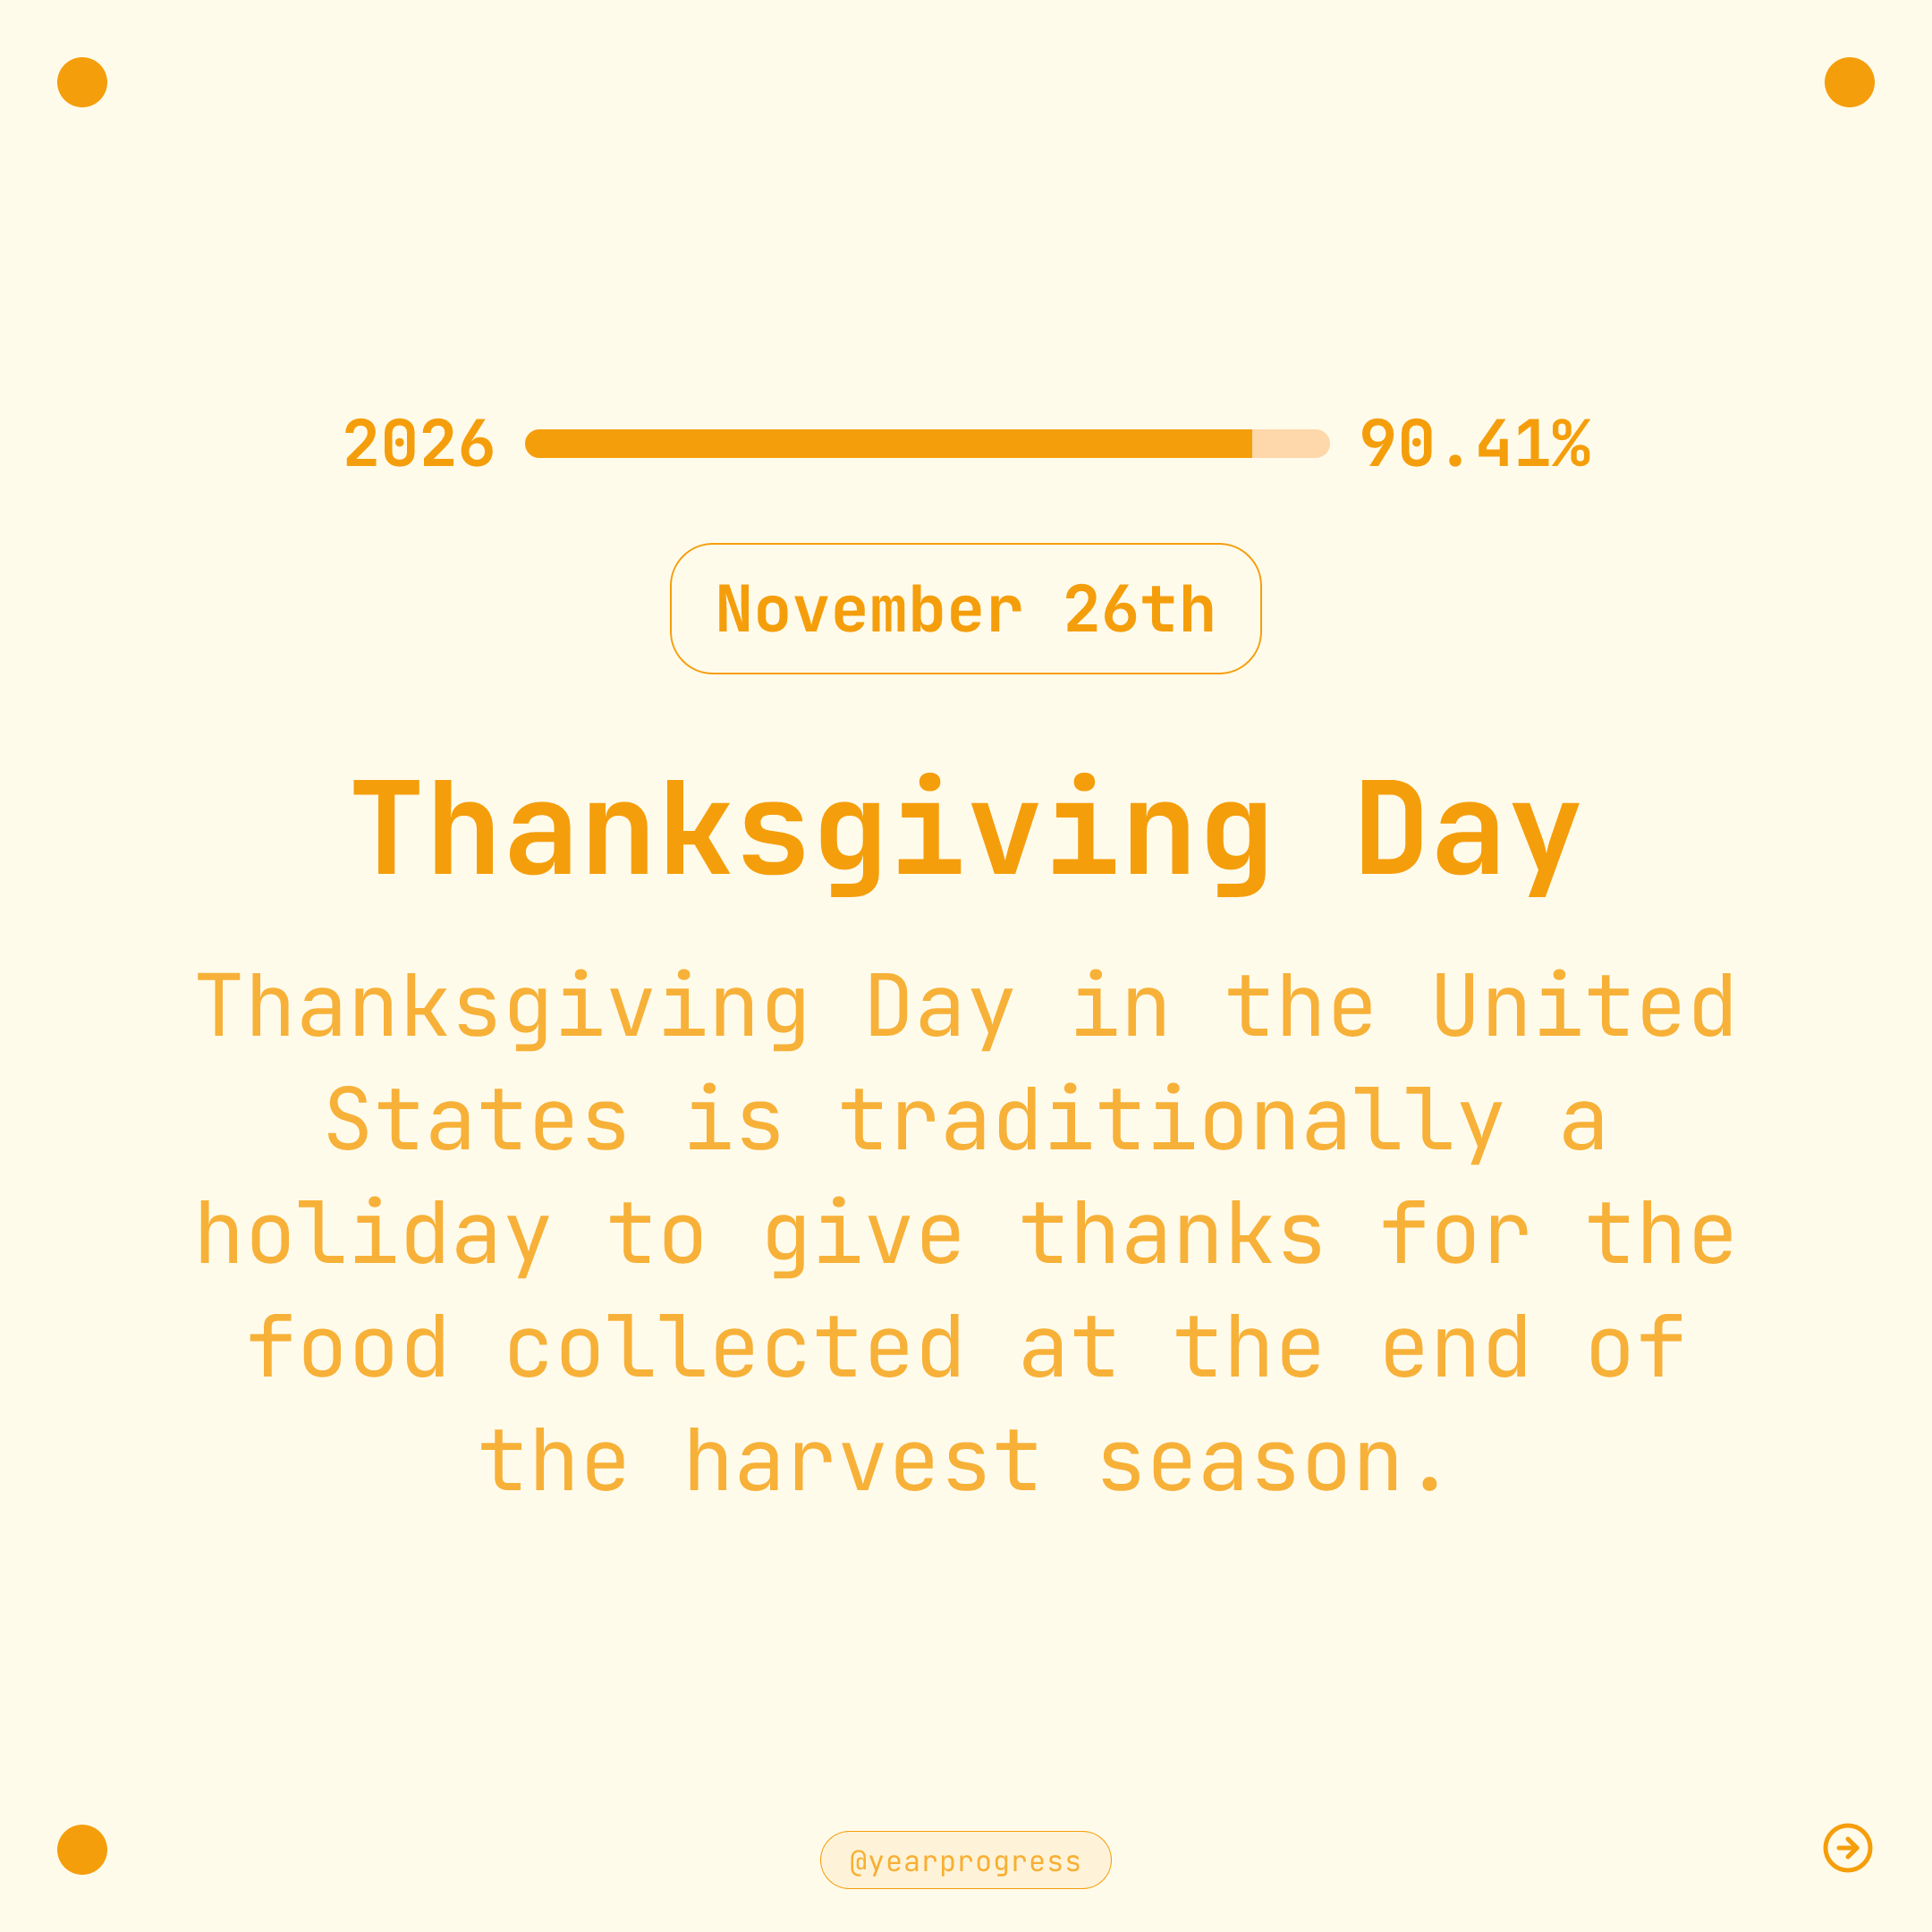 2026 90.41%
November 26th
Thanksgiving Day
Thanksgiving Day in the United
States is traditionally a
holiday to give thanks for the
food collected at the end of
the harvest season.
@yearprogress